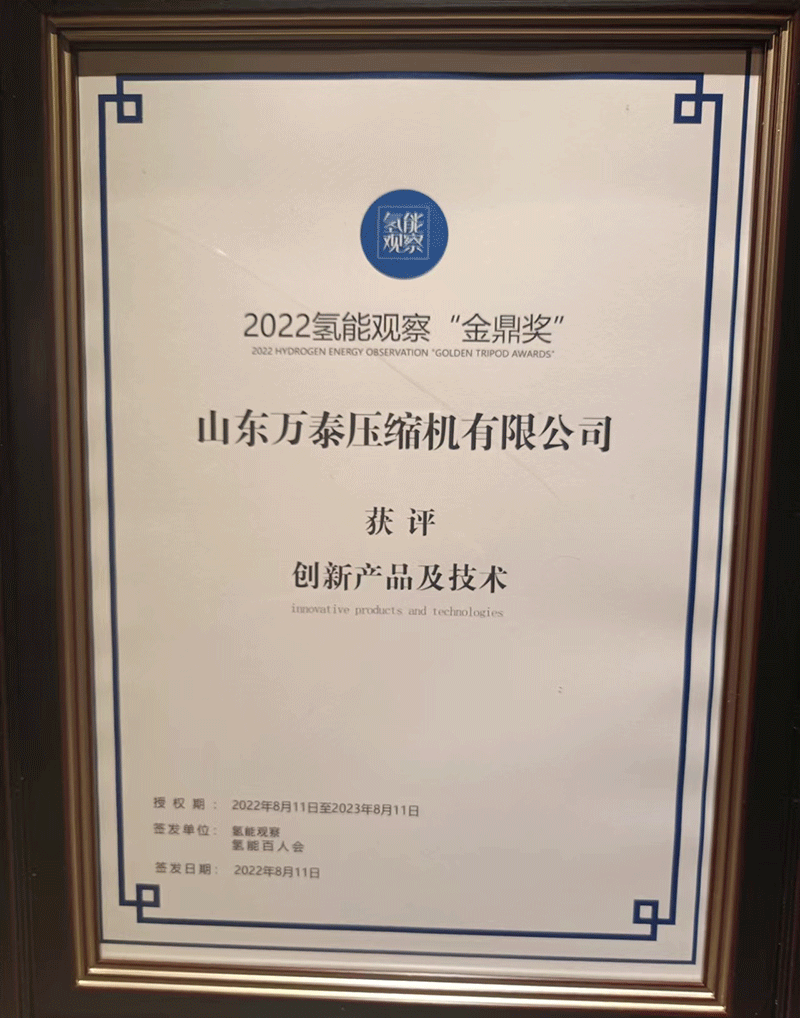 氢能
观察
2022氢能观察“金鼎奖”
2022 HYDROGEN ENERGY OBSERVATION "GOLDEN TRIPOD AWARDS"
山东万泰压缩机有限公司
获 评
创新产品及技术
innovative products and technologies
授 权 期 ： 2022年8月11日至2023年8月11日
签发单位： 氢能观察
氢能百人会
签发日期： 2022年8月11日